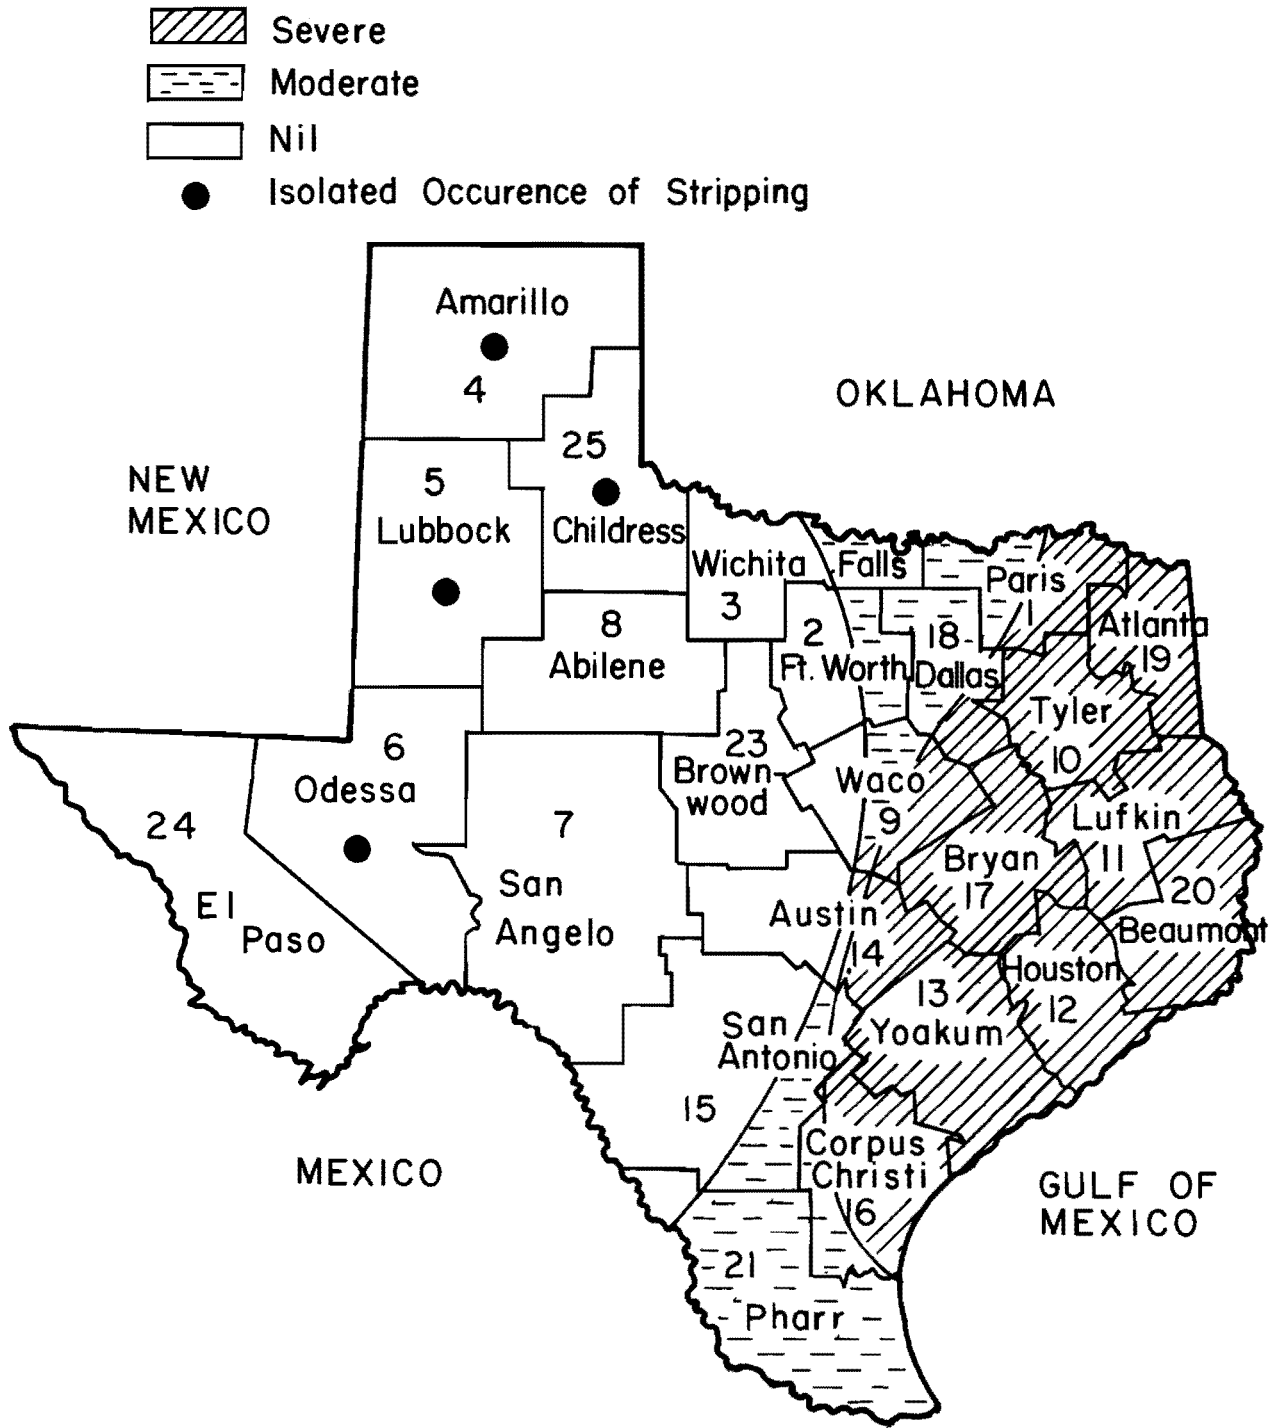 Severe
Moderate
Nil
Isolated Occurence of Stripping
Amarillo
4
OKLAHOMA
25
NEW
MEXICO
5
Lubbock
Childress
Wichita Falls
3
Paris
1
8
Abilene
2
Ft. Worth
18
Dallas
Atlanta
19
Tyler
10
6
Odessa
23
Brown-
wood
Waco
9
24
El
Paso
7
San
Angelo
Lufkin
11
Bryan
17
20
Beaumont
Austin
14
Houston
12
13
Yoakum
San
Antonio
15
Corpus
Christi
16
MEXICO
GULF OF
MEXICO
21
Pharr